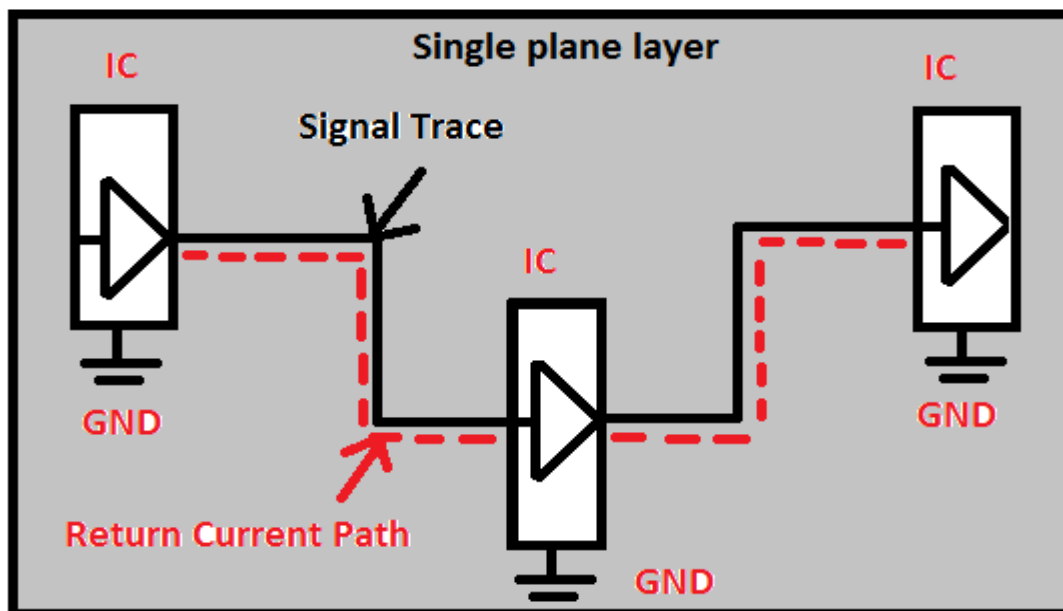 Single plane layer
IC
IC
Signal Trace
IC
GND
GND
Return Current Path
GND